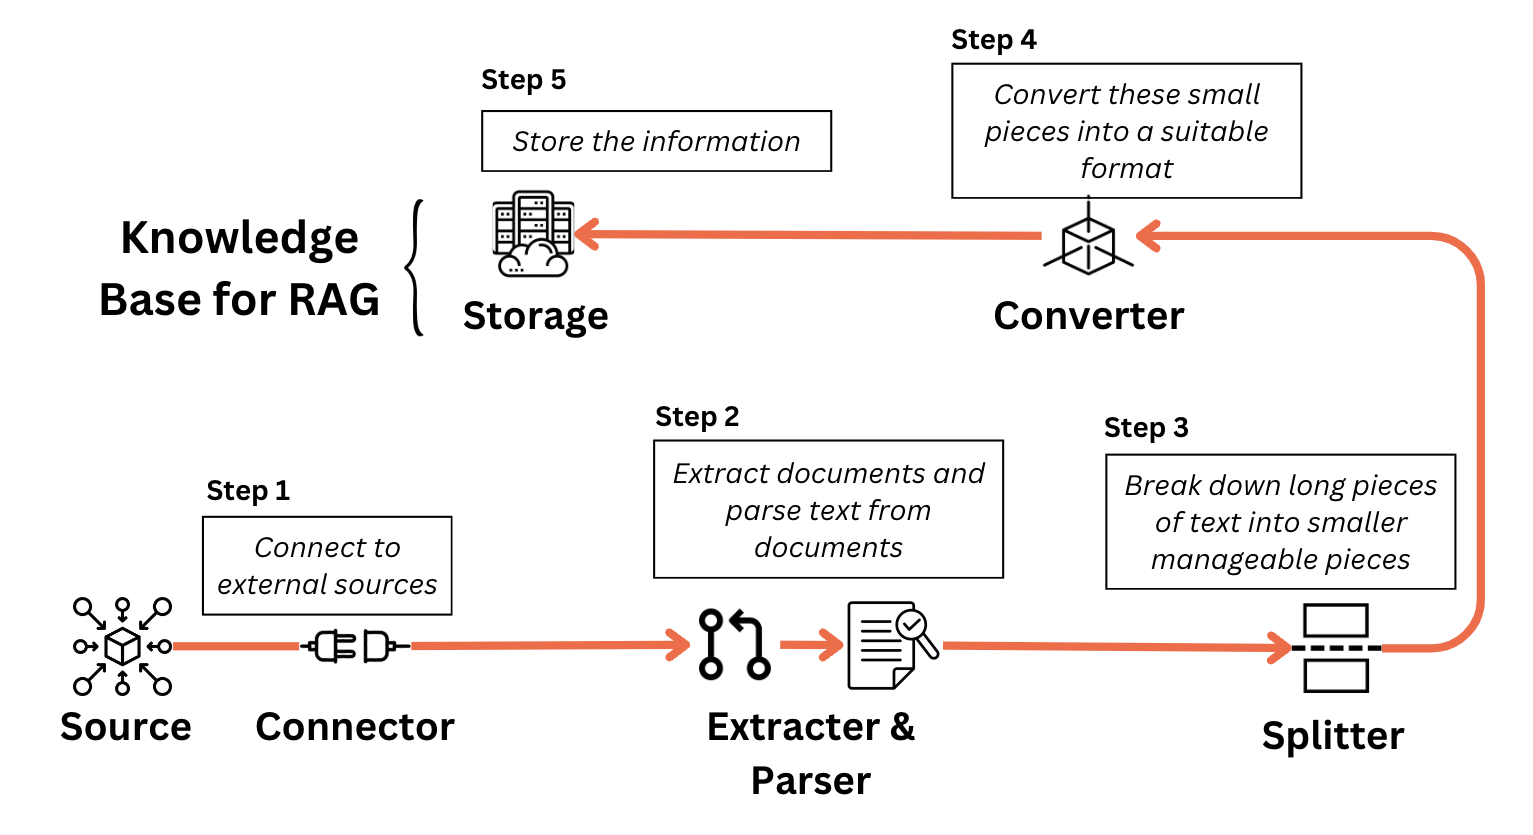 Step 4
Convert these small
pieces into a suitable
format
Step 5
Store the information
Knowledge
Base for RAG
Storage
Converter
Step 1
Connect to
external sources
Step 2
Extract documents and
parse text from
documents
Step 3
Break down long pieces
of text into smaller
manageable pieces
Source
Connector
Extracter &
Parser
Splitter